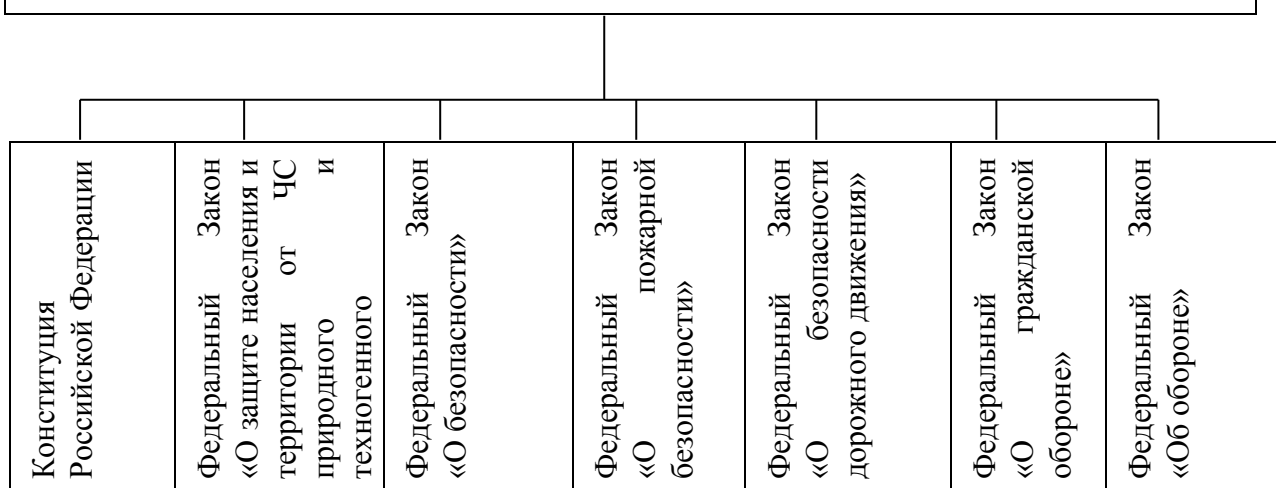 Конституция
Российской Федерации
Федеральный Закон
«О защите населения и
территории от ЧС
природного и
техногенного
Федеральный Закон
«О безопасности»
Федеральный Закон
«О пожарной
безопасности»
Федеральный Закон
«О безопасности
дорожного движения»
Федеральный Закон
«О гражданской
обороне»
Федеральный Закон
«Об обороне»